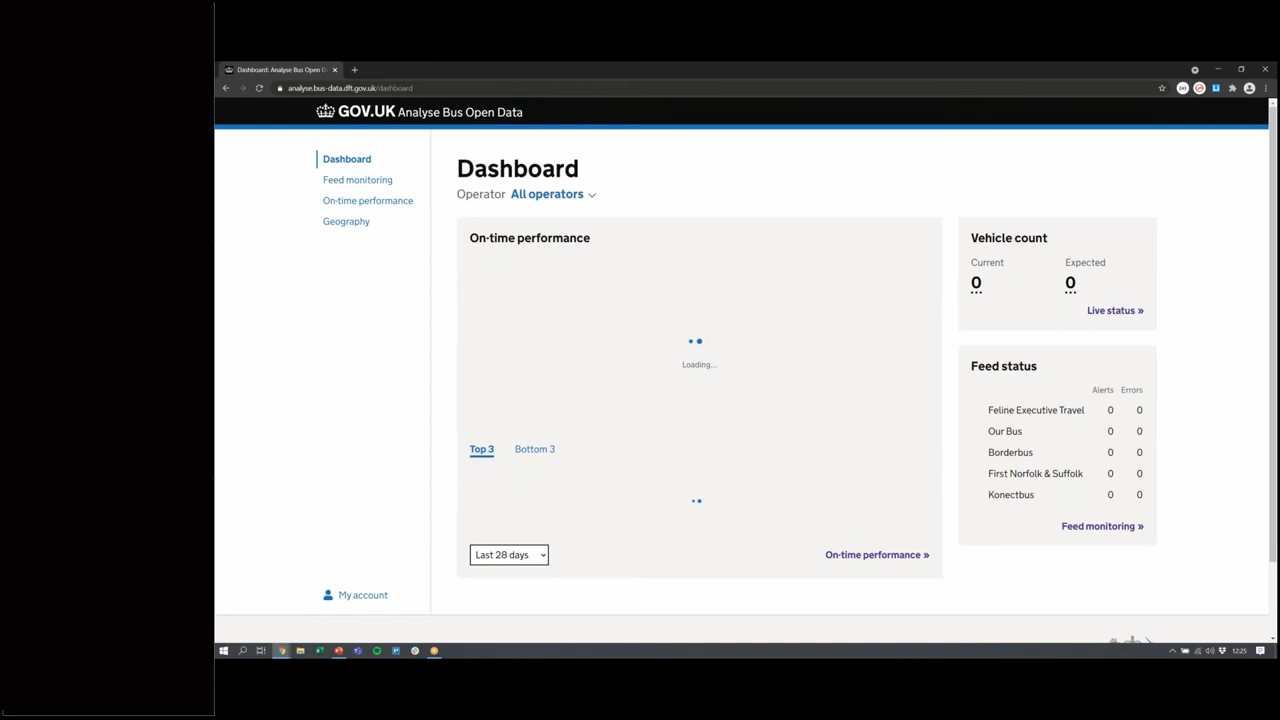 Dashboard: Analyse Bus Open D
analyse.bus-data.dft.gov.uk/dashboard
GOV.UK Analyse Bus Open Data
Dashboard
Feed monitoring
On-time performance
Geography
My account
Dashboard
Operator All operators
On-time performance
Loading...
Top 3 Bottom 3
Last 28 days
On-time performance »
Vehicle count
Current Expected
0 0
Live status »
Feed status
Alerts Errors
Feline Executive Travel 0 0
Our Bus 0 0
Borderbus 0 0
First Norfolk & Suffolk 0 0
Konectbus 0 0
Feed monitoring »
12:25